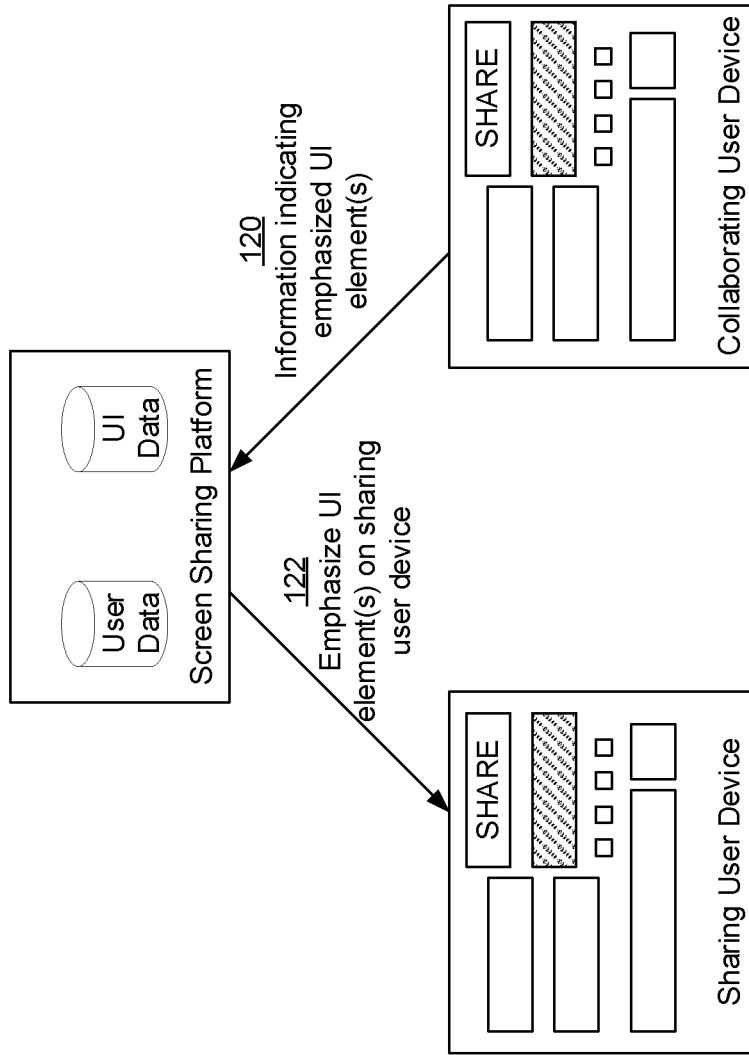 User
Data
UI
Data
Screen Sharing Platform
122
Emphasize UI
element(s) on sharing
user device
120
Information indicating
emphasized UI
element(s)
SHARE
Sharing User Device
SHARE
Collaborating User Device